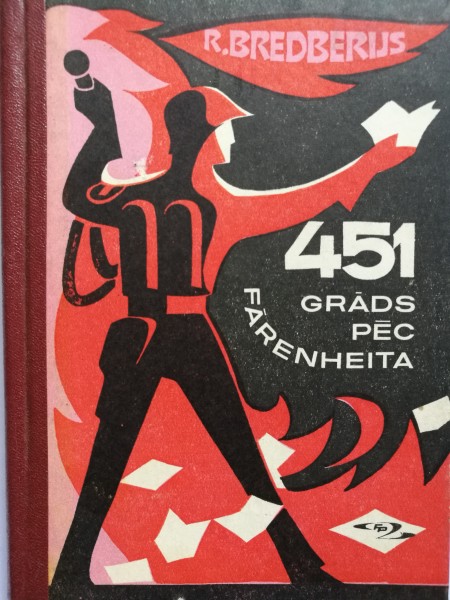 R. BREDBERIJS
451
GRĀDS
PĒC
FĀRENHEITA